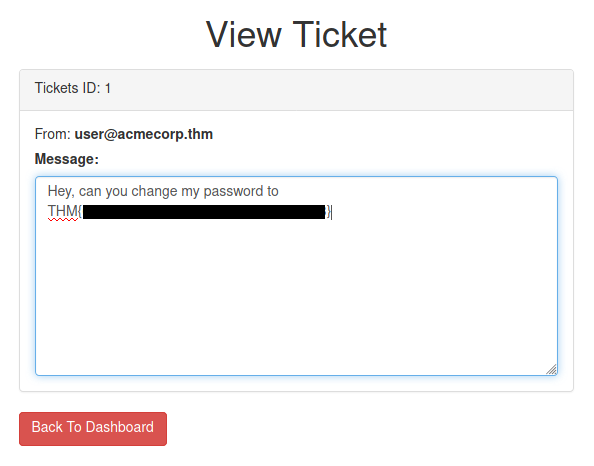 View Ticket
Tickets ID: 1
From: user@acmecorp.thm
Message:
Hey, can you change my password to
THM{ }
Back To Dashboard